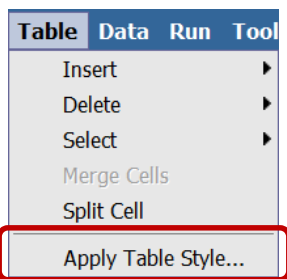 Table Data Run Tool
Insert
Delete
Select
Merge Cells
Split Cell
Apply Table Style...